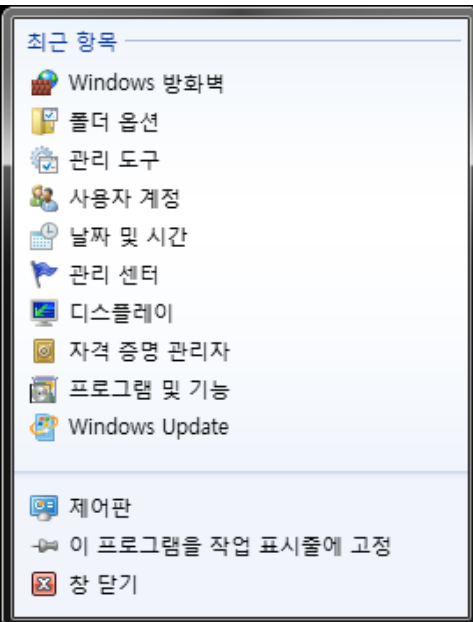 최근 항목
Windows 방화벽
폴더 옵션
관리 도구
사용자 계정
날짜 및 시간
관리 센터
디스플레이
자격 증명 관리자
프로그램 및 기능
Windows Update
제어판
이 프로그램을 작업 표시줄에 고정
창 닫기